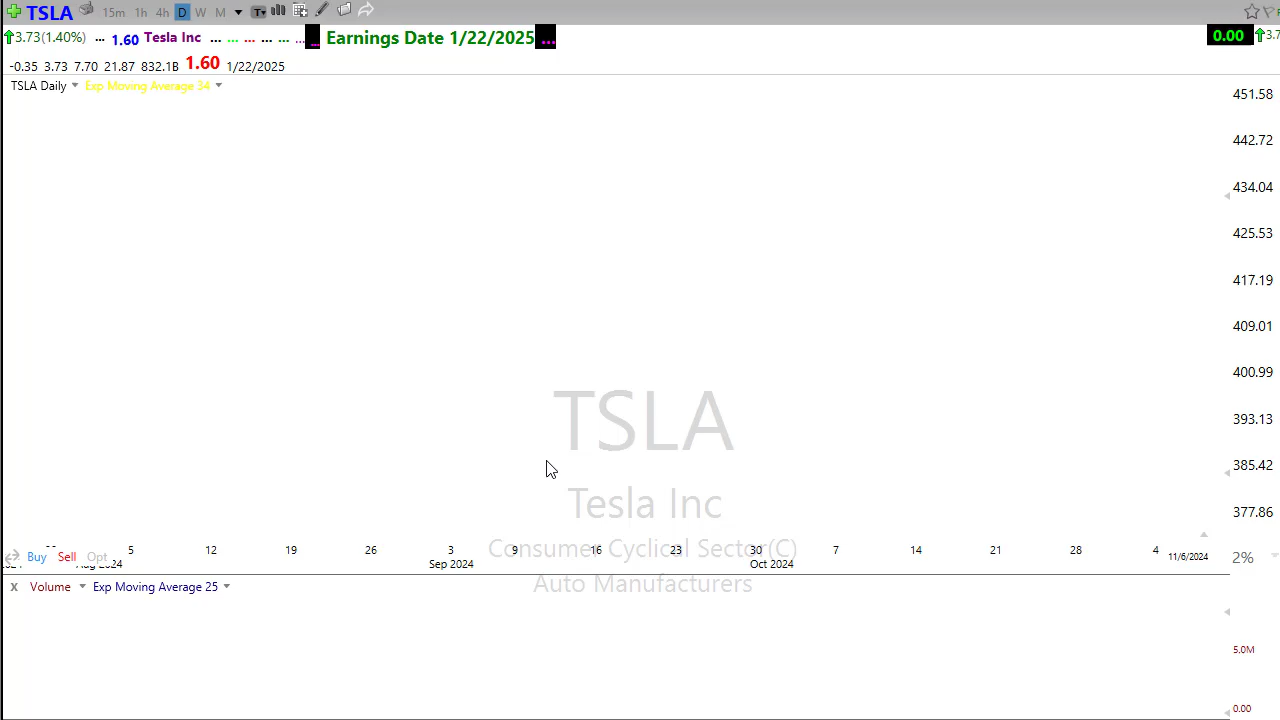 TSLA 15m 1h 4h D W M T
3.73(1.40%) ... 1.60 Tesla Inc ... ... ... ... ... ... ... Earnings Date 1/22/2025 ... 0.00 3.7
-0.35 3.73 7.70 21.87 832.1B 1.60 1/22/2025
TSLA Daily Exp Moving Average 34
451.58
442.72
434.04
425.53
417.19
409.01
400.99
393.13
385.42
377.86
TSLA
Tesla Inc
Consumer Cyclical Sector(C)
Auto Manufacturers
5 12 19 26 3 9 16 23 30 7 14 21 28 4 11/6/2024 2%
Buy Sell Opt
2024 Sep 2024 Oct 2024
X Volume Exp Moving Average 25
5.0M
0.00